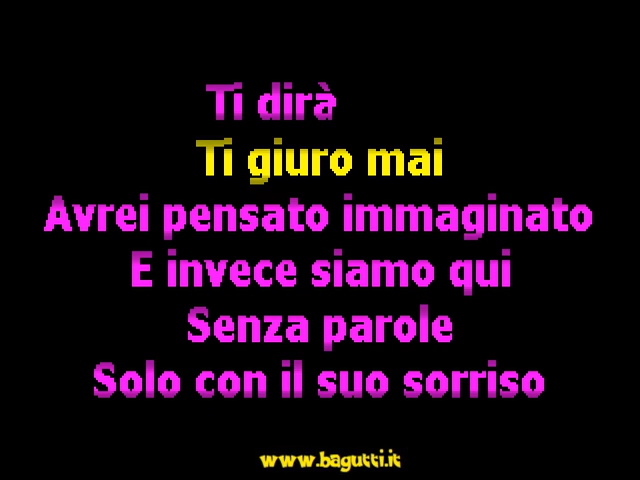 Ti dirà
Ti giuro mai
Avrei pensato immaginato
E invece siamo qui
Senza parole
Solo con il suo sorriso
www.bagutti.it